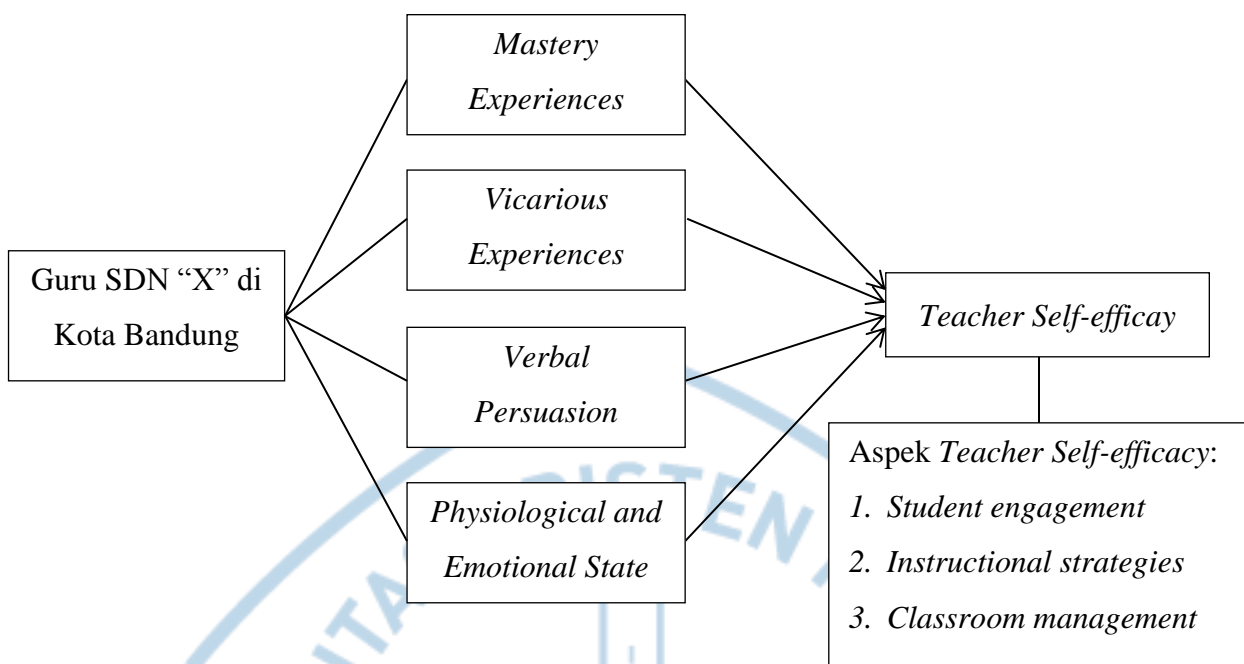 Mastery
Experiences
Vicarious
Experiences
Guru SDN “X” di
Kota Bandung
Teacher Self-efficay
Verbal
Persuasion
Physiological and
Emotional State
Aspek Teacher Self-efficacy:
1. Student engagement
2. Instructional strategies
3. Classroom management